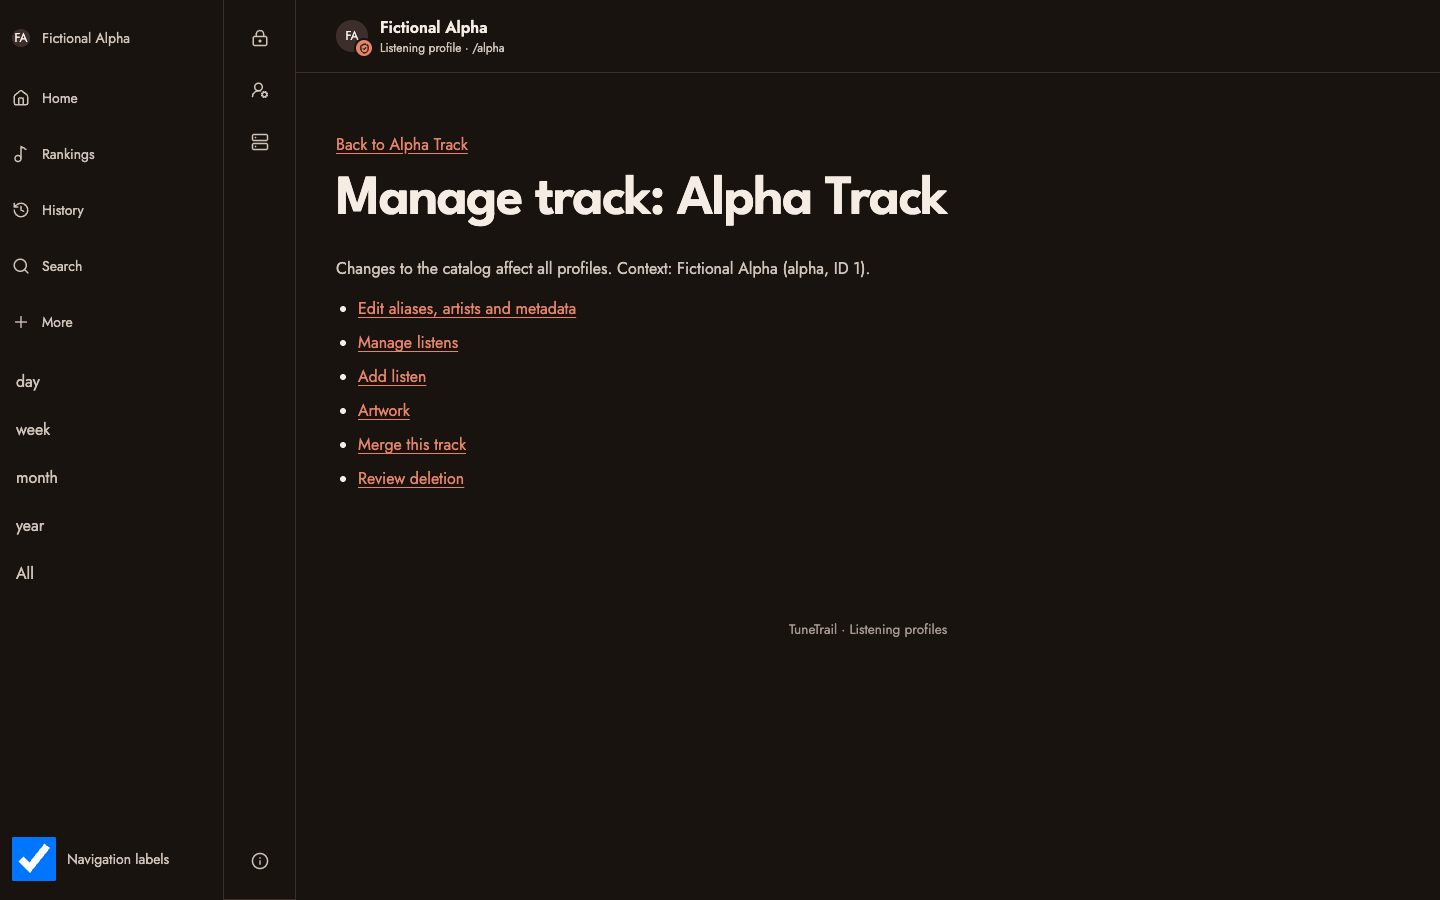 FA Fictional Alpha
Home
Rankings
History
Search
More
day
week
month
year
All
Navigation labels
FA
Fictional Alpha
Listening profile · /alpha
Back to Alpha Track
Manage track: Alpha Track
Changes to the catalog affect all profiles. Context: Fictional Alpha (alpha, ID 1).
Edit aliases, artists and metadata
Manage listens
Add listen
Artwork
Merge this track
Review deletion
TuneTrail · Listening profiles